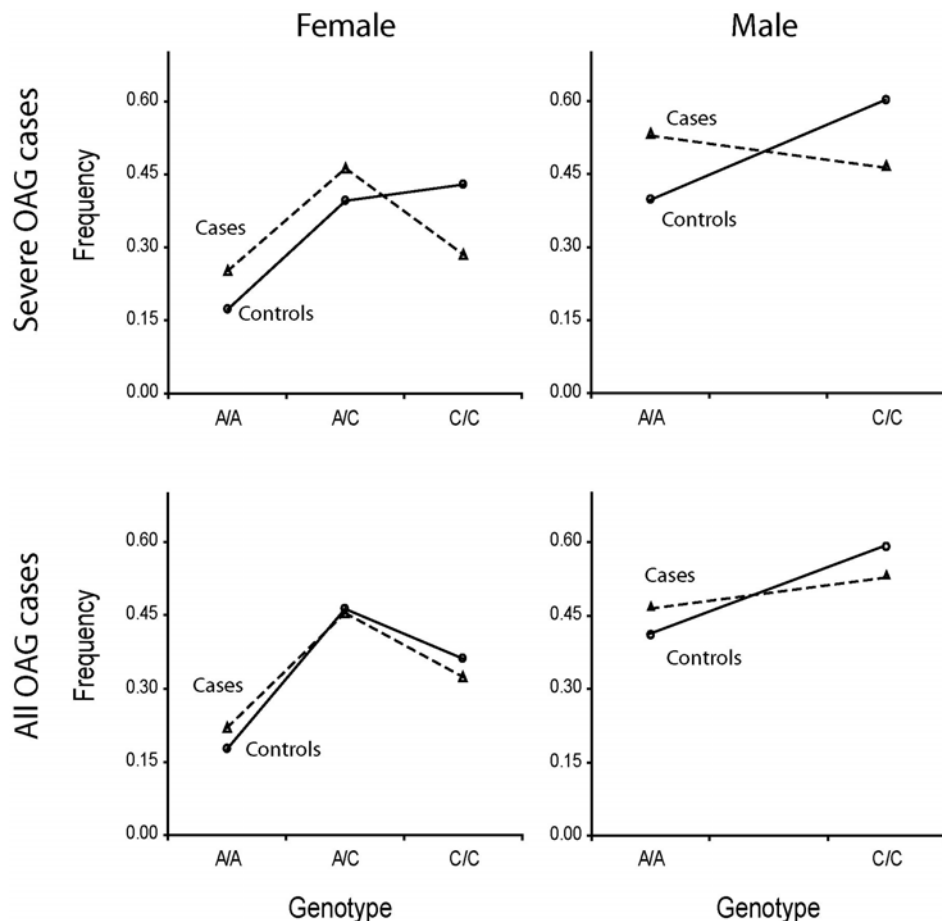 Female
Male
Severe OAG cases
Frequency
0.60
0.45
0.30
0.15
0.00
Cases
Controls
A/A
A/C
C/C
0.60
0.45
0.30
0.15
0.00
Cases
Controls
A/A
C/C
All OAG cases
Frequency
0.60
0.45
0.30
0.15
0.00
Cases
Controls
A/A
A/C
C/C
Genotype
0.60
0.45
0.30
0.15
0.00
Cases
Controls
A/A
C/C
Genotype